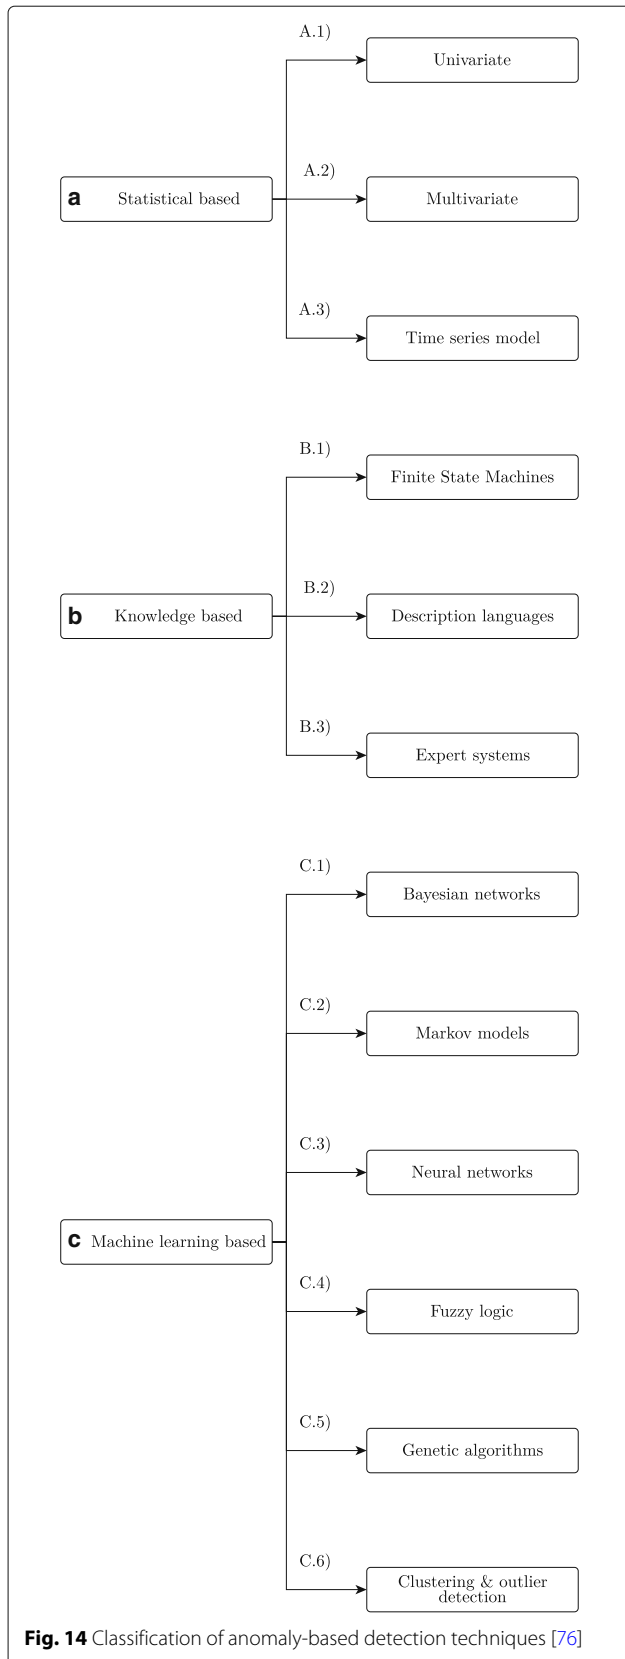 A.1)
Univariate
A.2)
a Statistical based
Multivariate
A.3)
Time series model
B.1)
Finite State Machines
B.2)
b Knowledge based
Description languages
B.3)
Expert systems
C.1)
Bayesian networks
C.2)
Markov models
C.3)
Neural networks
c Machine learning based
C.4)
Fuzzy logic
C.5)
Genetic algorithms
C.6)
Clustering & outlier
detection
Fig. 14 Classification of anomaly-based detection techniques [76]